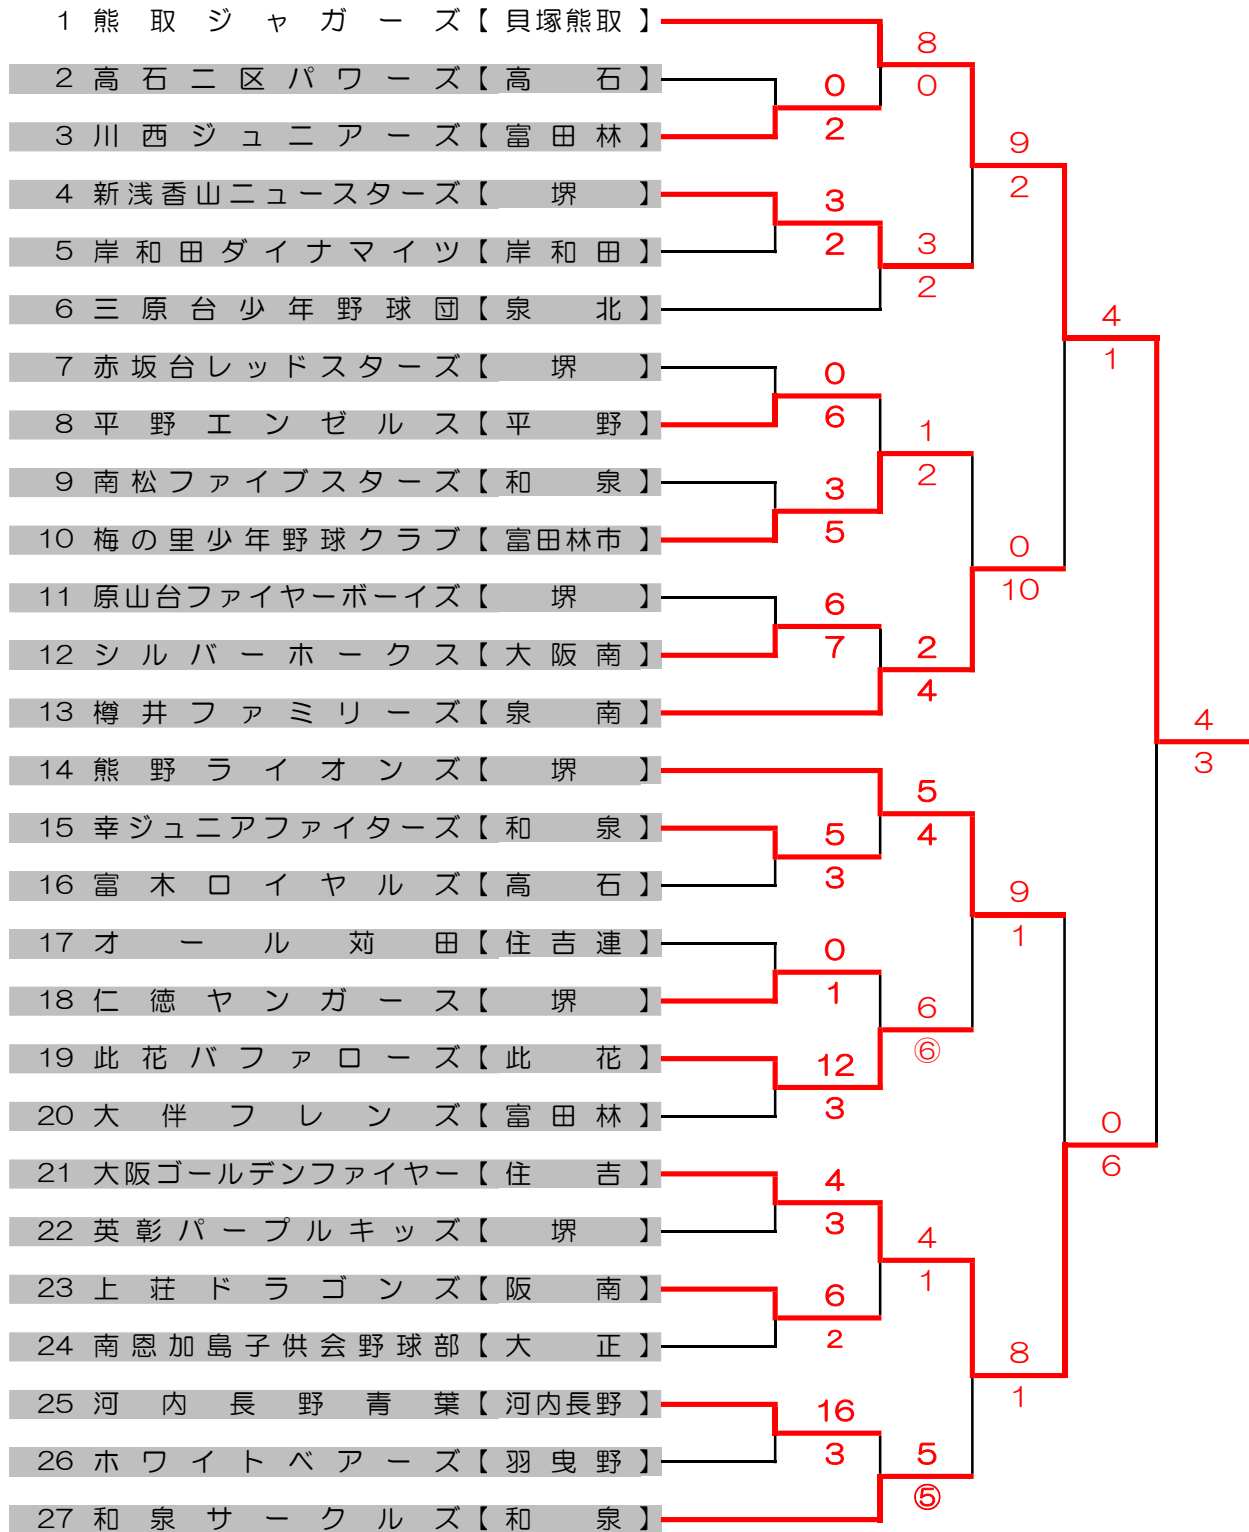 1 熊取ジャガーズ【貝塚熊取】
2 高石二区パワーズ【高石】
3 川西ジュニアーズ【富田林】
4 新浅香山ニュースターズ【堺】
5 岸和田ダイナマイツ【岸和田】
6 三原台少年野球団【泉北】
7 赤坂台レッドスターズ【堺】
8 平野エンゼルス【平野】
9 南松ファイブスターズ【和泉】
10 梅の里少年野球クラブ【富田林市】
11 原山台ファイヤーボーイズ【堺】
12 シルバーホークス【大阪南】
13 樽井ファミリーズ【泉南】
14 熊野ライオンズ【堺】
15 幸ジュニアファイターズ【和泉】
16 富木ロイヤルズ【高石】
17 オール苅田【住吉連】
18 仁徳ヤンガース【堺】
19 此花バファローズ【此花】
20 大伴フレンズ【富田林】
21 大阪ゴールデンファイヤー【住吉】
22 英彰パープルキッズ【堺】
23 上荘ドラゴンズ【阪南】
24 南恩加島子供会野球部【大正】
25 河内長野青葉【河内長野】
26 ホワイトベアーズ【羽曳野】
27 和泉サークルズ【和泉】
0
2
3
2
0
6
3
5
6
7
5
3
0
1
12
3
4
3
6
2
16
3
8
0
3
2
1
2
2
4
5
4
6
⑥
4
1
5
⑤
9
2
0
10
9
1
8
1
4
1
0
6
4
3